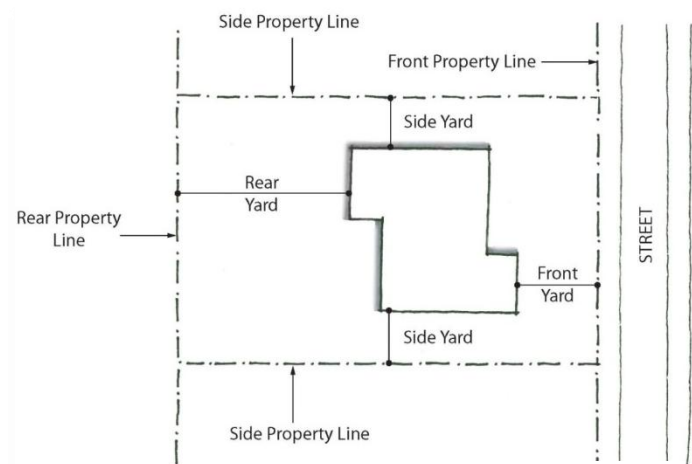 Side Property Line
Front Property Line
Side Yard
Rear
Yard
Rear Property
Line
STREET
Front
Yard
Side Yard
Side Property Line